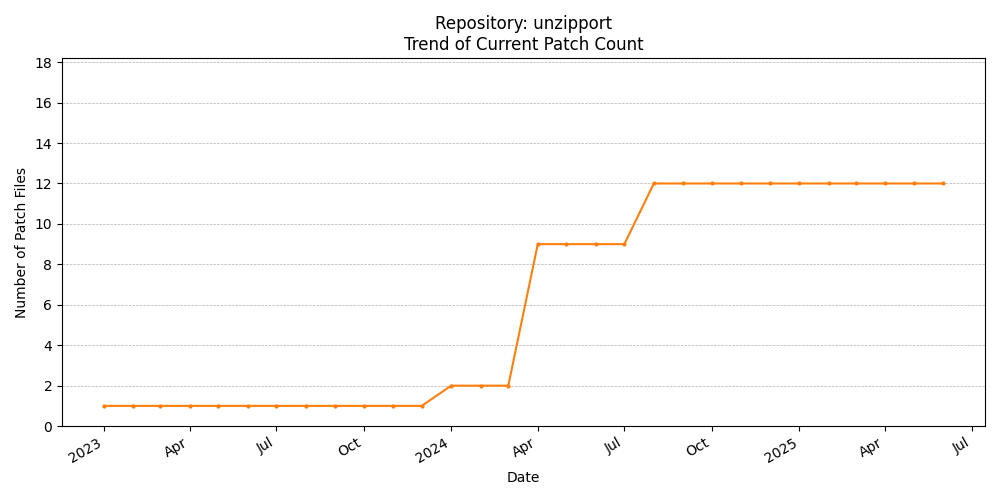 Repository: unzipport
Trend of Current Patch Count
Number of Patch Files
18
16
14
12
10
8
6
4
2
0
2023
Apr
Jul
Oct
2024
Apr
Jul
Oct
2025
Apr
Jul
Date